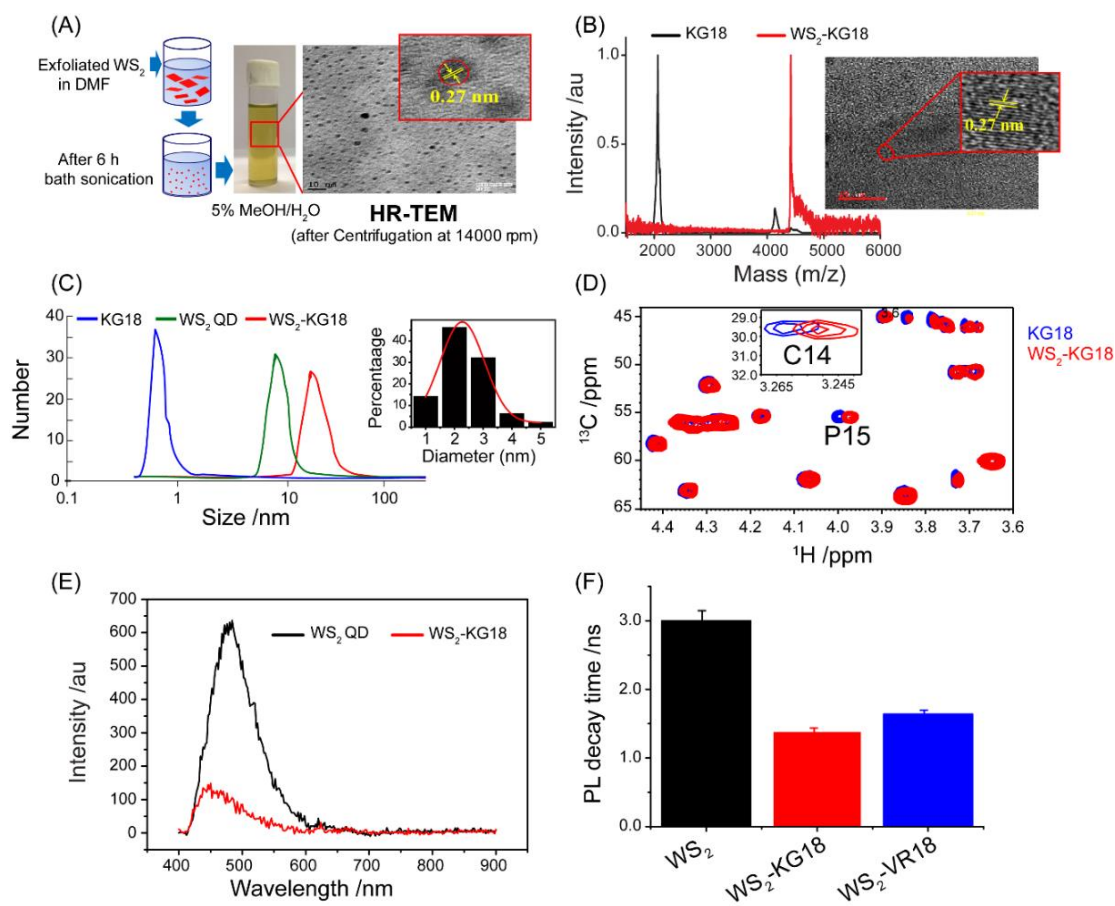 (A)
Exfoliated WS2
in DMF
After 6 h
bath sonication
5% MeOH/H2O
0.27 nm
HR-TEM
(after Centrifugation at 14000 rpm)
(B)
KG18
WS2-KG18
Intensity /au
1.0
0.5
0.0
2000 3000 4000 5000 6000
Mass (m/z)
0.27 nm
(C)
KG18
WS2 QD
WS2-KG18
Number
40
30
20
10
0
0.1 1 10 100
Size /nm
Percentaage
40
30
20
10
0
1 2 3 4 5
Diameter (nm)
(D)
KG18
WS2-KG18
13C /ppm
45
50
55
60
65
29.0
30.0
31.0
32.0
C14
3.265 3.245
P15
4.4 4.3 4.2 4.1 4.0 3.9 3.8 3.7 3.6
1H /ppm
(E)
WS2 QD
WS2-KG18
Intensity /au
700
600
500
400
300
200
100
0
400 500 600 700 800 900
Wavelength /nm
(F)
PL decay time /ns
3.0
2.0
1.0
0.0
WS2
WS2-KG18
WS2-VR18